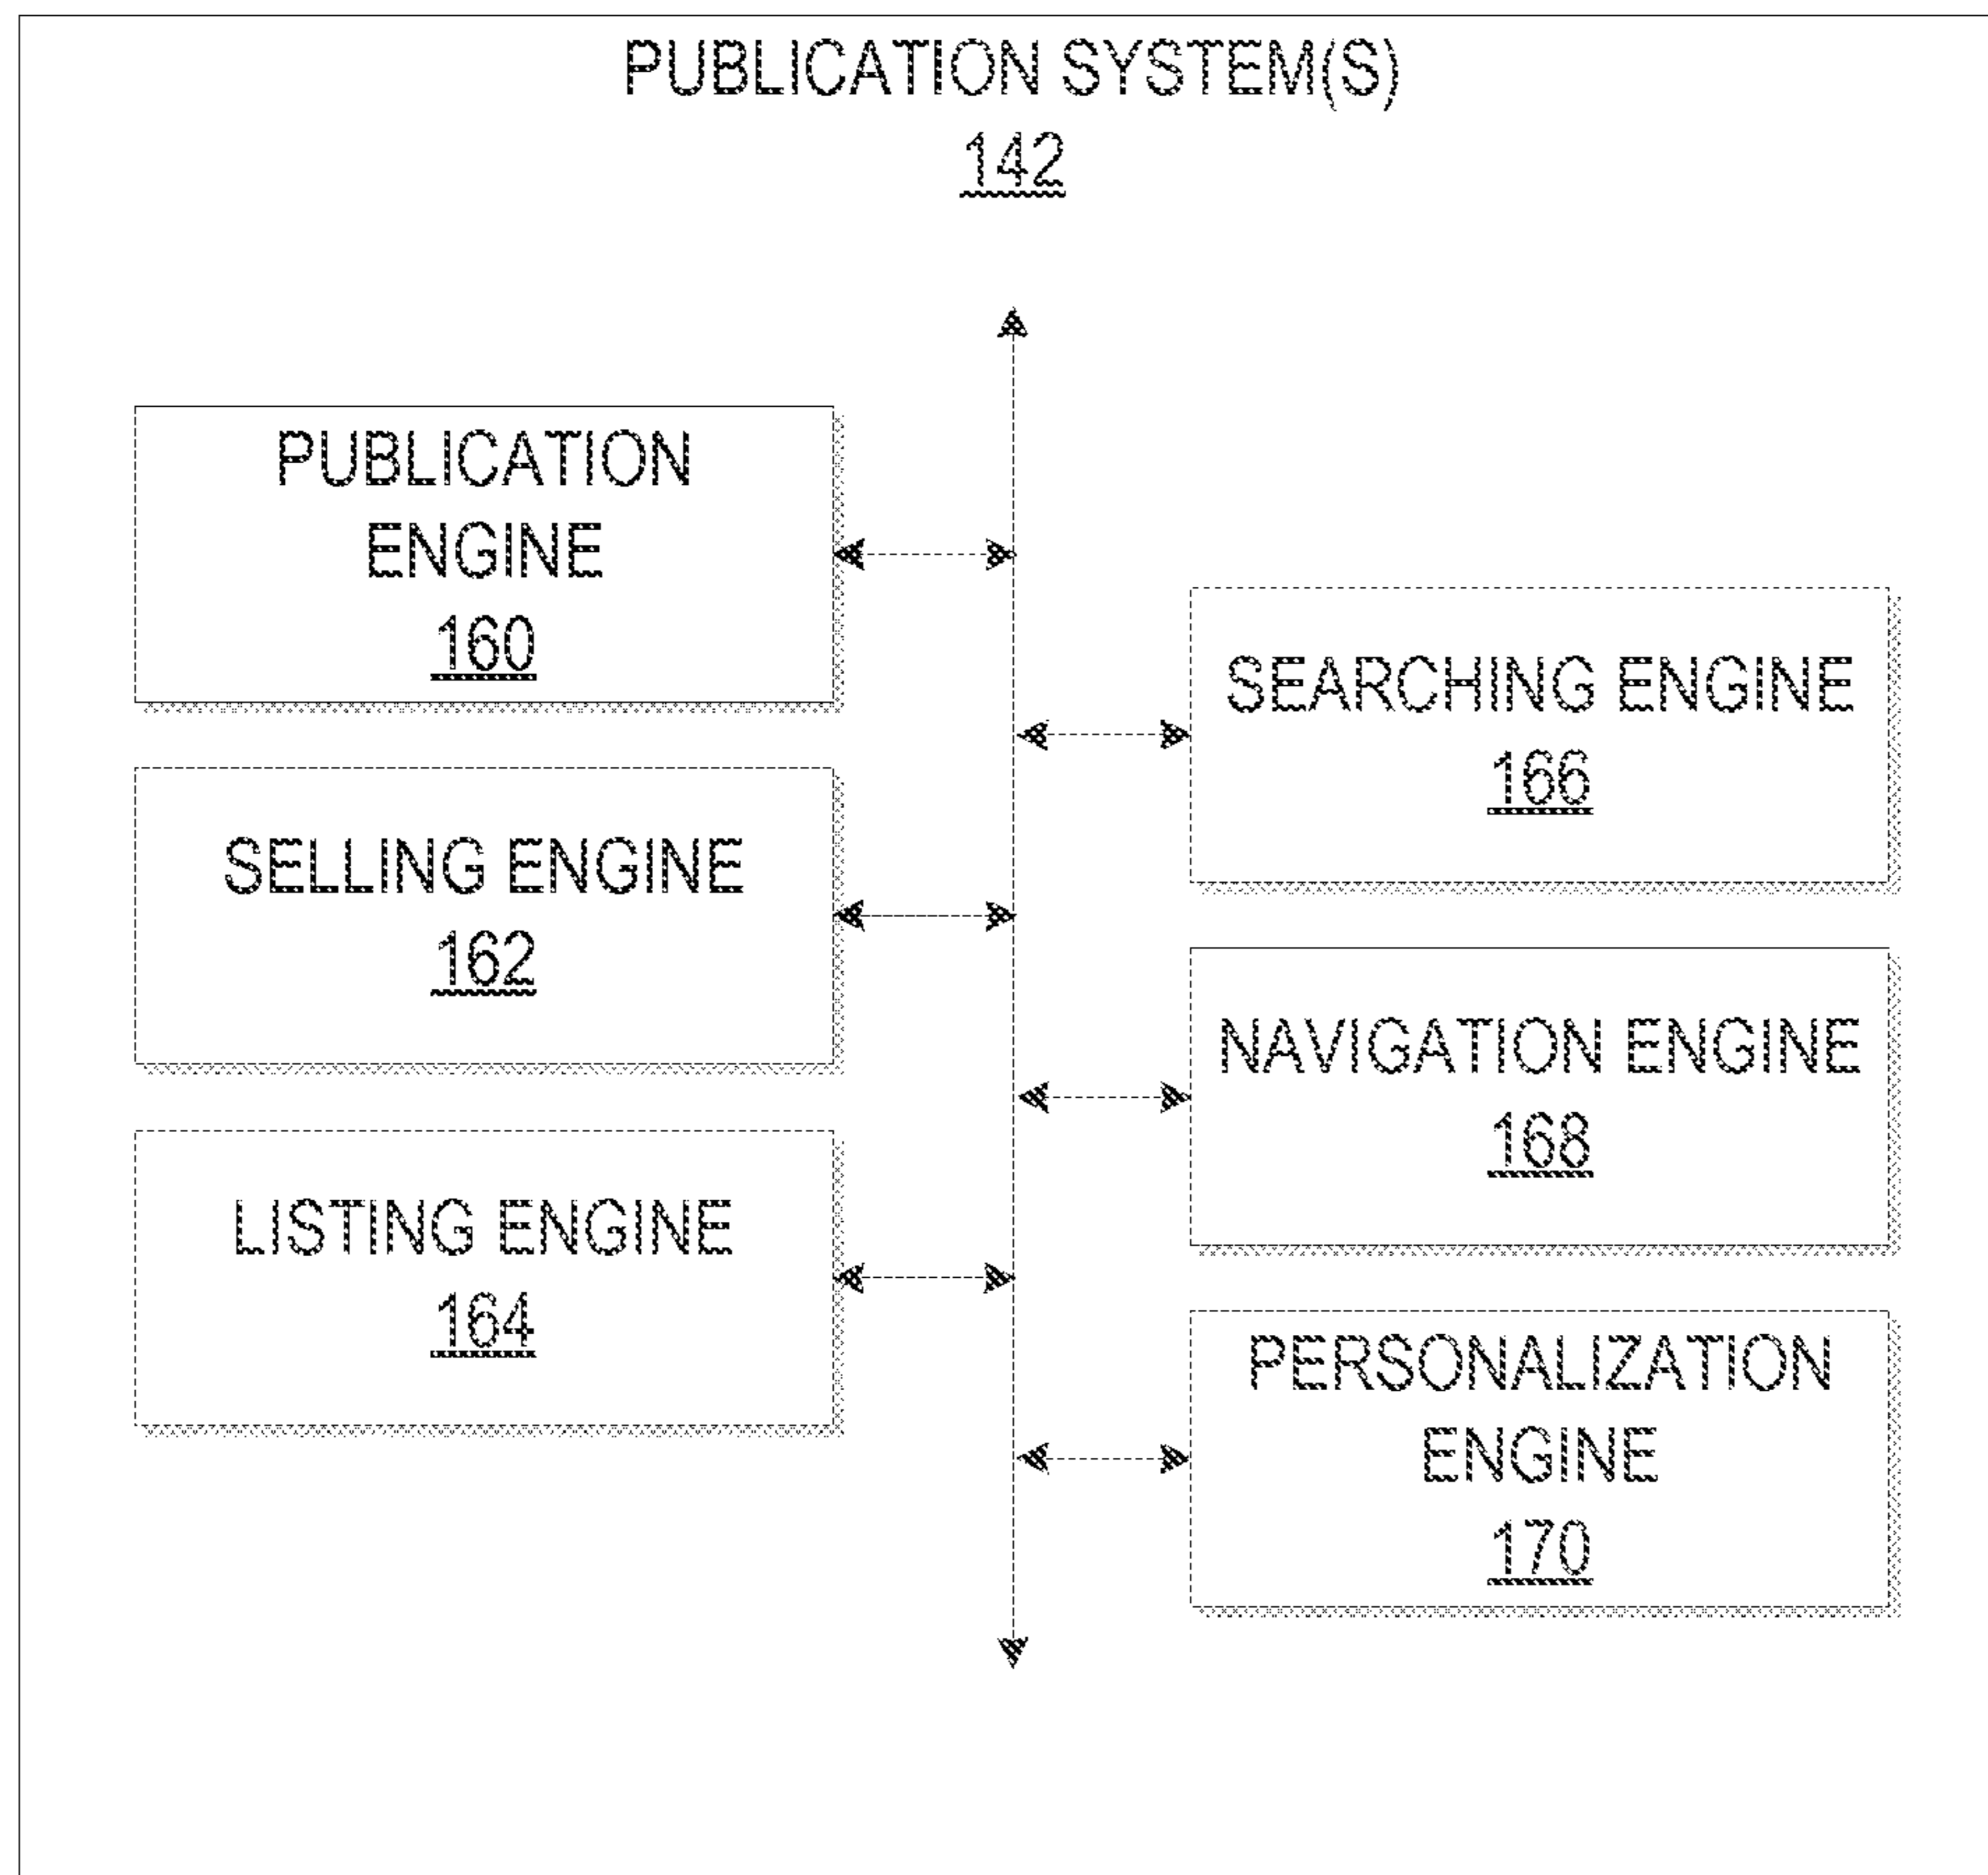 PUBLICATION SYSTEM(S)
142
PUBLICATION
ENGINE
160
SELLING ENGINE
162
LISTING ENGINE
164
SEARCHING ENGINE
166
NAVIGATION ENGINE
168
PERSONALIZATION
ENGINE
170